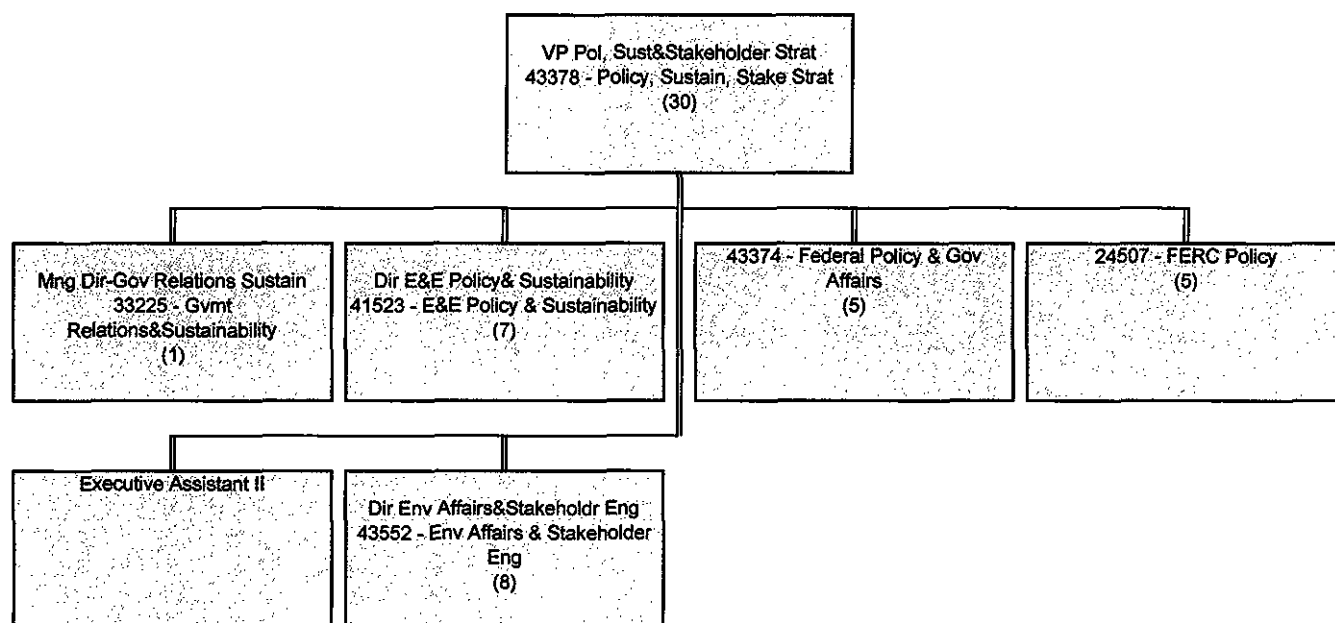 VP Pol, Sust&Stakeholder Strat
43378 - Policy, Sustain, Stake Strat
(30)
Mng Dir-Gov Relations Sustain
33225 - Gvmt
Relations&Sustainability
(1)
Dir E&E Policy& Sustainability
41523 - E&E Policy & Sustainability
(7)
43374 - Federal Policy & Gov
Affairs
(5)
24507 - FERC Policy
(5)
Executive Assistant II
Dir Env Affairs&Stakeholdr Eng
43552 - Env Affairs & Stakeholder
Eng
(8)